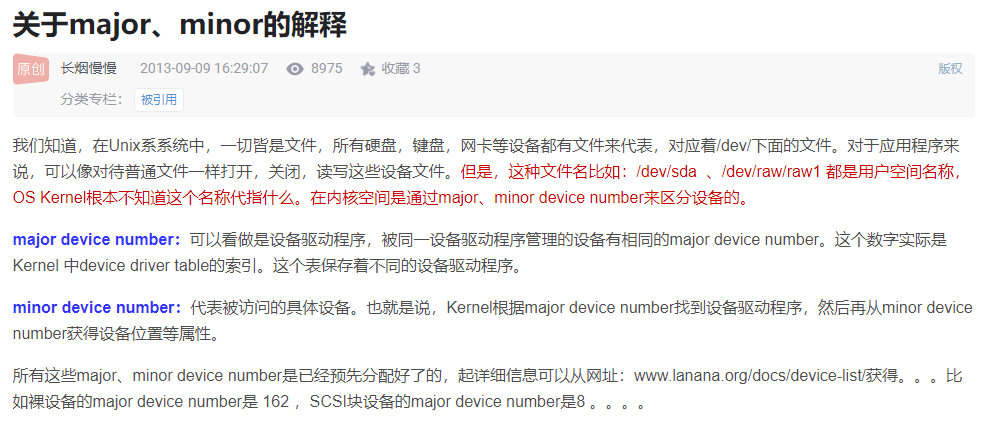 关于major、minor的解释
原创 长烟慢慢 2013-09-09 16:29:07 8975 收藏 3 版权
分类专栏： 被引用
我们知道，在Unix系系统中，一切皆是文件，所有硬盘，键盘，网卡等设备都有文件来代表，对应着/dev/下面的文件。对于应用程序来
说，可以像对待普通文件一样打开，关闭，读写这些设备文件。但是，这种文件名比如：/dev/sda 、/dev/raw/raw1 都是用户空间名称，
OS Kernel根本不知道这个名称代指什么。在内核空间是通过major、minor device number来区分设备的。
major device number：可以看做是设备驱动程序，被同一设备驱动程序管理的设备有相同的major device number。这个数字实际是
Kernel 中device driver table的索引。这个表保存着不同的设备驱动程序。
minor device number：代表被访问的具体设备。也就是说，Kernel根据major device number找到设备驱动程序，然后再从minor device
number获得设备位置等属性。
所有这些major、minor device number是已经预先分配好了的，起详细信息可以从网址：www.lanana.org/docs/device-list/获得。。。比
如裸设备的major device number是 162 ，SCSI块设备的major device number是8 。。。。